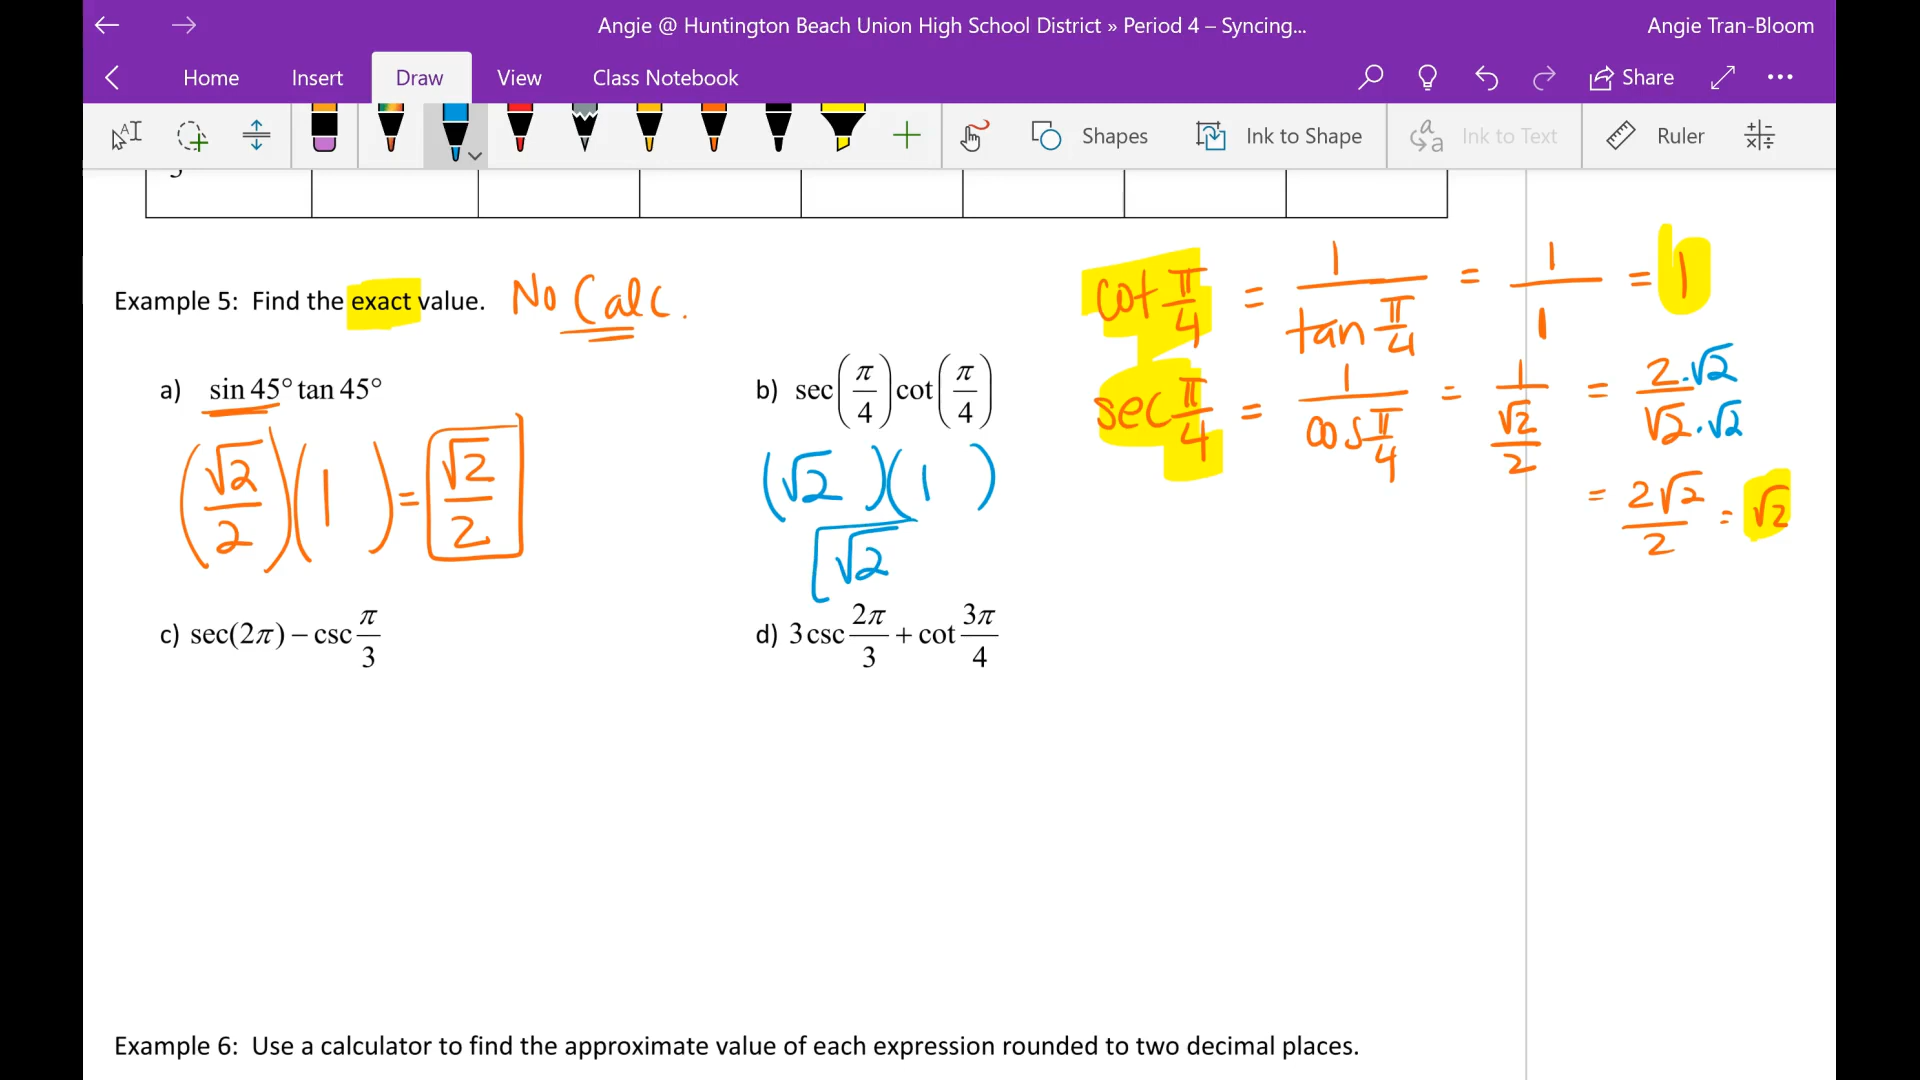 Angie @ Huntington Beach Union High School District » Period 4 – Syncing...
Angie Tran-Bloom
Home Insert Draw View Class Notebook Share
Shapes Ink to Shape Ink to Text Ruler
Example 5: Find the exact value. No Calc.
cot π/4 = 1/(tan π/4) = 1/1 = 1
a) sin 45° tan 45°
(√2/2)(1) = √2/2
b) sec(π/4)cot(π/4)
(√2)(1)
√2
sec π/4 = 1/(cos π/4) = 1/(√2/2) = (2·√2)/(√2·√2)
= 2√2/2 = √2
c) sec(2π) – csc π/3
d) 3 csc 2π/3 + cot 3π/4
Example 6: Use a calculator to find the approximate value of each expression rounded to two decimal places.